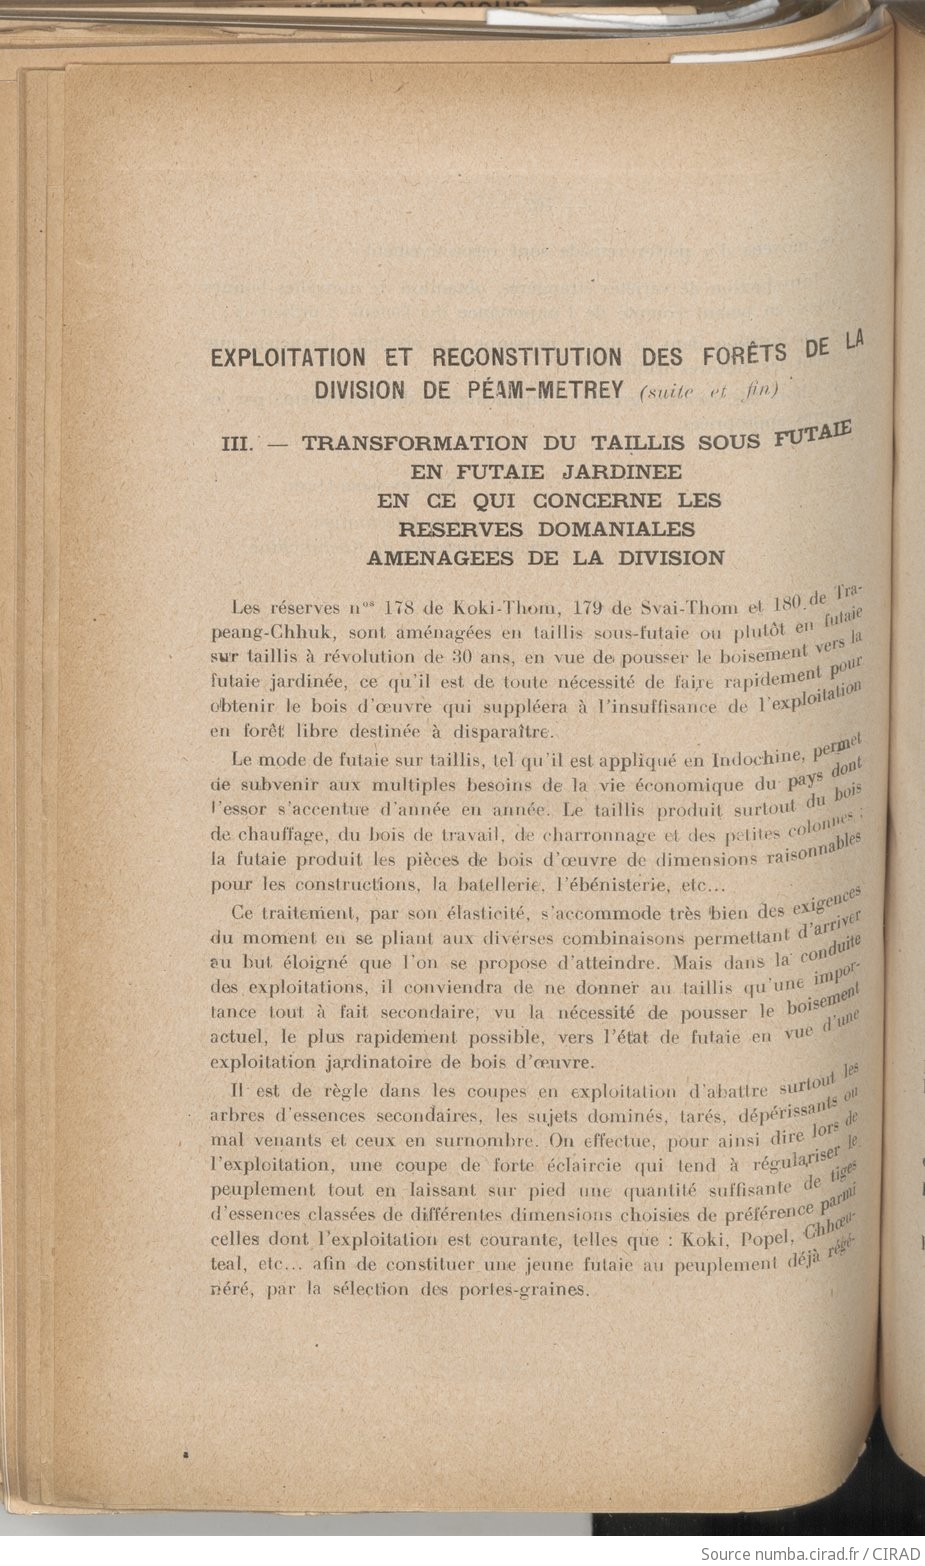 EXPLOITATION ET RECONSTITUTION DES FORÊTS DE LA
DIVISION DE PÉAM-METREY (suite et fin)
III. — TRANSFORMATION DU TAILLIS SOUS FUTAIE
EN FUTAIE JARDINEE
EN CE QUI CONCERNE LES
RESERVES DOMANIALES
AMENAGEES DE LA DIVISION
Les réserves nos 178 de Koki-Thom, 179 de Svai-Thom et 180 de Tra-
peang-Chhuk, sont aménagées en taillis sous-futaie ou plutôt en futaie
sur taillis à révolution de 30 ans, en vue de pousser le boisement vers la
futaie jardinée, ce qu'il est de toute nécessité de faire rapidement pour
obtenir le bois d'œuvre qui suppléera à l'insuffisance de l'exploitation
en forêt libre destinée à disparaître.
Le mode de futaie sur taillis, tel qu'il est appliqué en Indochine, permet
de subvenir aux multiples besoins de la vie économique du pays dont
l'essor s'accentue d'année en année. Le taillis produit surtout du bois
de chauffage, du bois de travail, de charronnage et des petites colonnes ;
la futaie produit les pièces de bois d'œuvre de dimensions raisonnables
pour les constructions, la batellerie, l'ébénisterie, etc...
Ce traitement, par son élasticité, s'accommode très bien des exigences
du moment en se pliant aux diverses combinaisons permettant d'arriver
au but éloigné que l'on se propose d'atteindre. Mais dans la conduite
des exploitations, il conviendra de ne donner au taillis qu'une impor-
tance tout à fait secondaire, vu la nécessité de pousser le boisement
actuel, le plus rapidement possible, vers l'état de futaie en vue d'une
exploitation jardinatoire de bois d'œuvre.
Il est de règle dans les coupes en exploitation d'abattre surtout les
arbres d'essences secondaires, les sujets dominés, tarés, dépérissants ou
mal venants et ceux en surnombre. On effectue, pour ainsi dire lors de
l'exploitation, une coupe de forte éclaircie qui tend à régulariser le
peuplement tout en laissant sur pied une quantité suffisante de tiges
d'essences classées de différentes dimensions choisies de préférence parmi
celles dont l'exploitation est courante, telles que : Koki, Popel, Chhœu-
teal, etc... afin de constituer une jeune futaie au peuplement déjà régé-
néré, par la sélection des portes-graines.
Source numba.cirad.fr / CIRAD